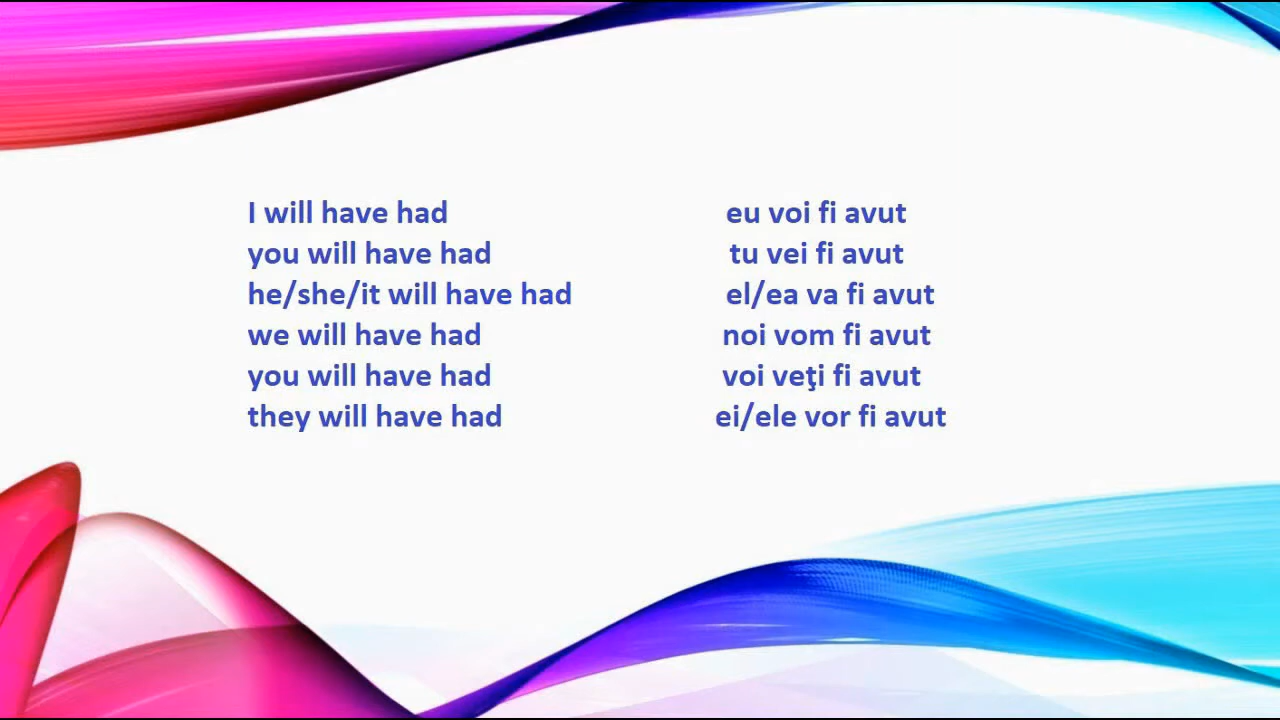 I will have had eu voi fi avut
you will have had tu vei fi avut
he/she/it will have had el/ea va fi avut
we will have had noi vom fi avut
you will have had voi veţi fi avut
they will have had ei/ele vor fi avut